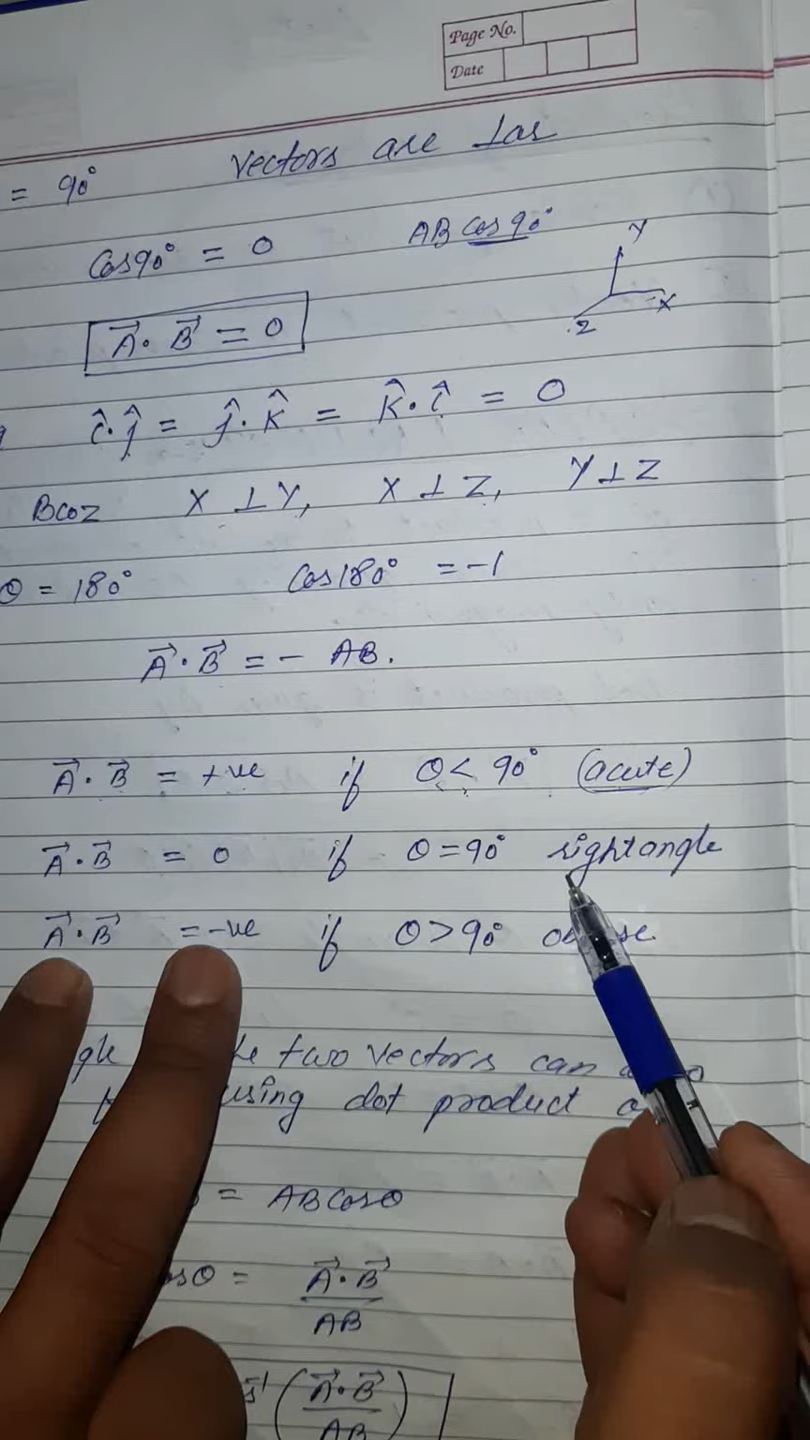 Page No.
Date
= 90° Vectors are ⊥ar
Cos90° = 0 AB cos 90°
Y
X
Z
A⃗ · B⃗ = 0
î·ĵ = ĵ·k̂ = k̂·î = 0
Bcoz X ⊥ Y, X ⊥ Z, Y ⊥ Z
θ = 180° Cos180° = -1
A⃗ · B⃗ = - AB.
A⃗ · B⃗ = +ve if θ < 90° (acute)
A⃗ · B⃗ = 0 if θ = 90° rightangle
A⃗ · B⃗ = -ve if θ > 90°
two vectors can
using dot product
= ABCosθ
θ = A⃗ · B⃗
AB
(A⃗ · B⃗
AB)